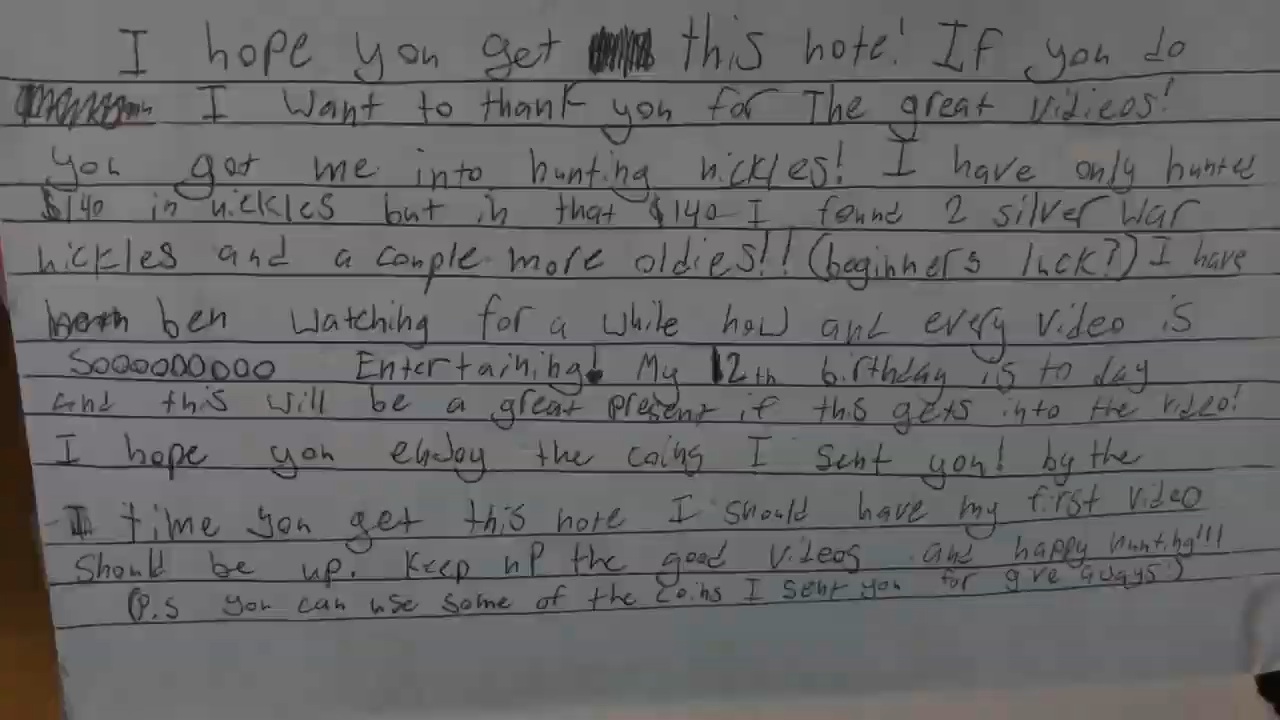 I hope you get this note! If you do
I want to thank you for The great vidieos!
you got me into hunting nickles! I have only hunted
$140 in nickles but in that $140 I found 2 silver war
nickles and a couple more oldies!! (beginners luck?) I have
ben watching for a while now and every video is
SOOOOOOOOO Entertaining! My 12th birthday is to day
and this will be a great present if this gets into the video!
I hope you enjoy the coins I sent you! by the
time you get this note I should have my first video
should be up. Keep up the good videos and happy hunting!!!
(P.S you can use some of the coins I sent you for give aways!)